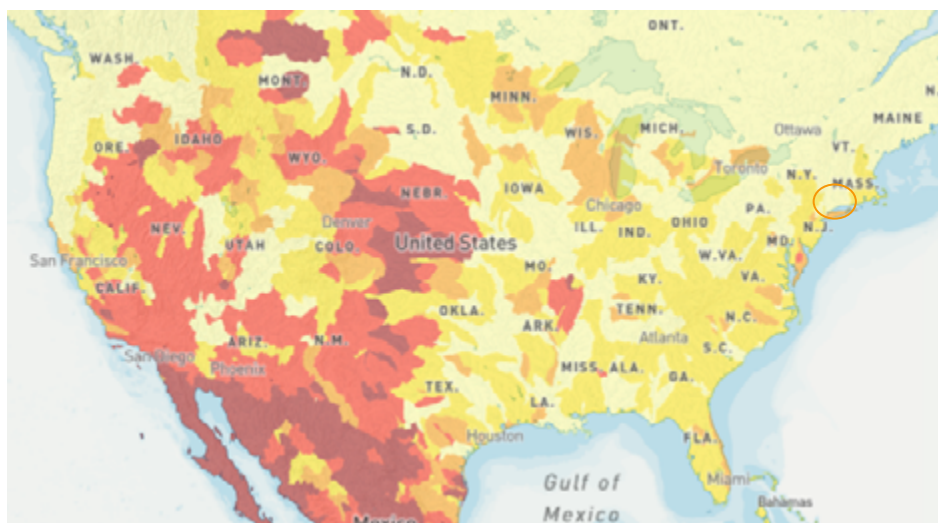 ONT.
WASH.
N.D.
MONT.
MINN.
MAINE
Ottawa
S.D.
WIS.
MICH.
VT.
ORE.
IDAHO
WYO.
Toronto
N.Y.
MASS.
NEBR.
IOWA
Chicago
PA.
Denver
OHIO
N.J.
NEV.
UTAH
COLO.
United States
ILL.
IND.
MD.
San Francisco
MO.
W.VA.
KY.
VA.
CALIF.
OKLA.
TENN.
N.C.
ARK.
Atlanta
ARIZ.
N.M.
S.C.
San Diego
Phoenix
MISS.
ALA.
GA.
TEX.
LA.
Houston
FLA.
Miami
Gulf of
Mexico
Bahamas
Mexico